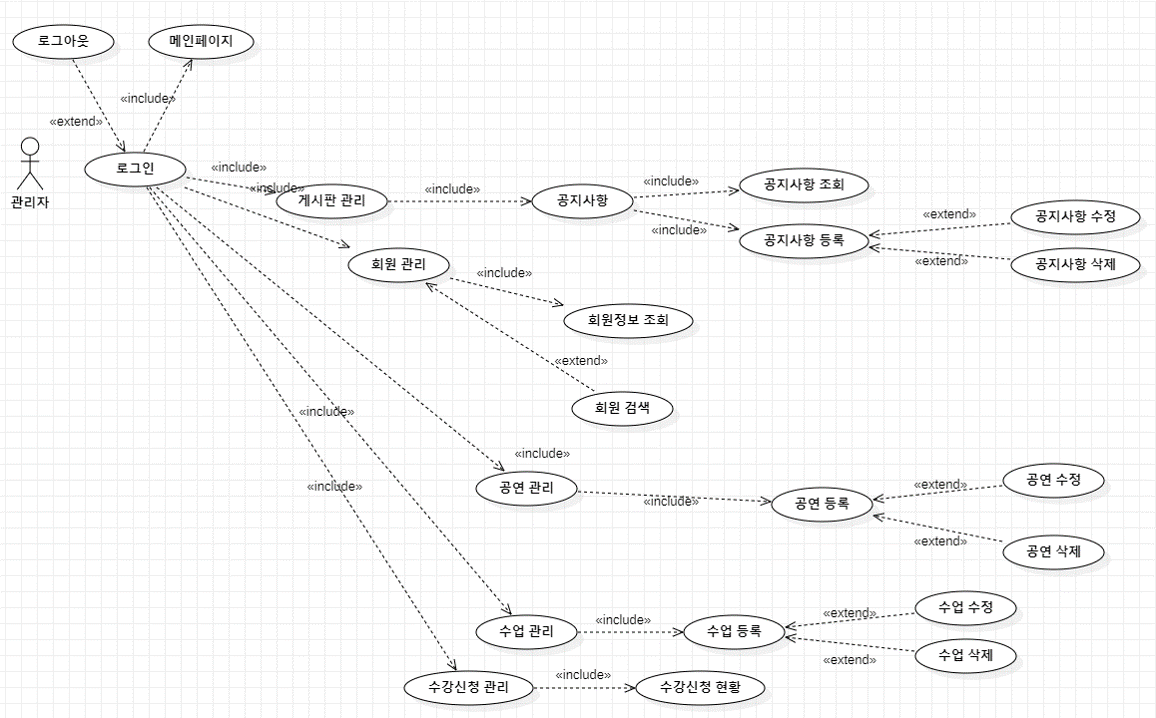 로그아웃
메인페이지
«include»
«extend»
관리자
로그인
«include»
«include»
게시판 관리
«include»
공지사항
«include»
공지사항 조회
«include»
공지사항 등록
«extend»
공지사항 수정
«extend»
공지사항 삭제
회원 관리
«include»
회원정보 조회
«extend»
회원 검색
«include»
«include»
공연 관리
«include»
«include»
공연 등록
«extend»
공연 수정
«extend»
공연 삭제
수업 관리
«include»
수업 등록
«extend»
수업 수정
«extend»
수업 삭제
수강신청 관리
«include»
수강신청 현황